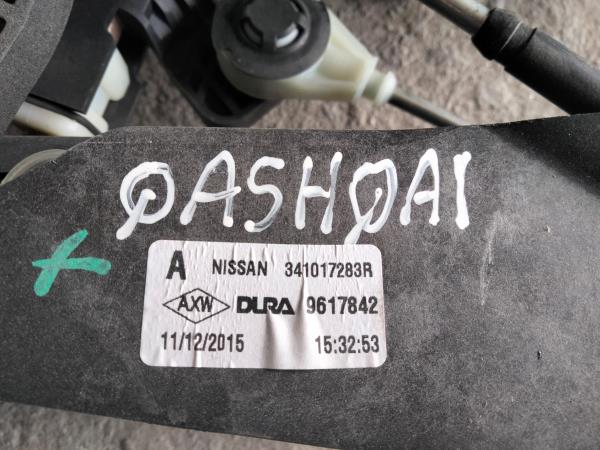 QASHQAI
A NISSAN 341017283R
AXW DURA 9617842
11/12/2015 15:32:53